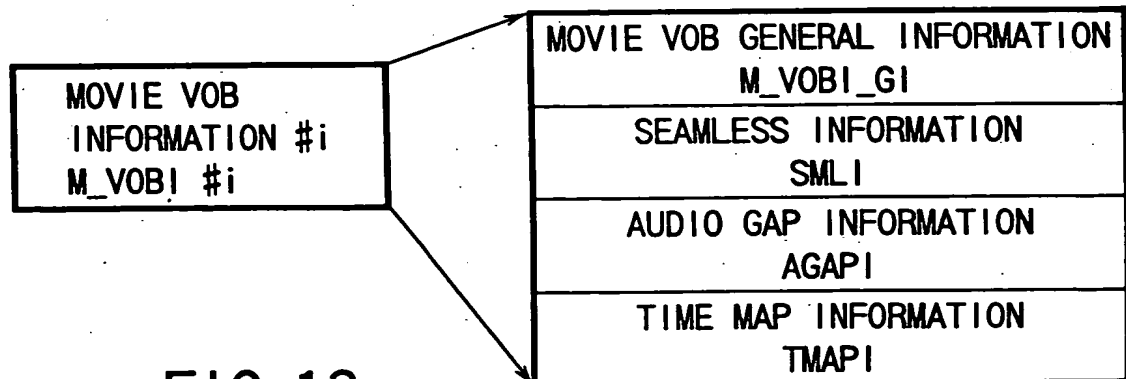 MOVIE VOB
INFORMATION #i
M_VOBI #i
MOVIE VOB GENERAL INFORMATION
M_VOBI_GI
SEAMLESS INFORMATION
SMLI
AUDIO GAP INFORMATION
AGAPI
TIME MAP INFORMATION
TMAPI